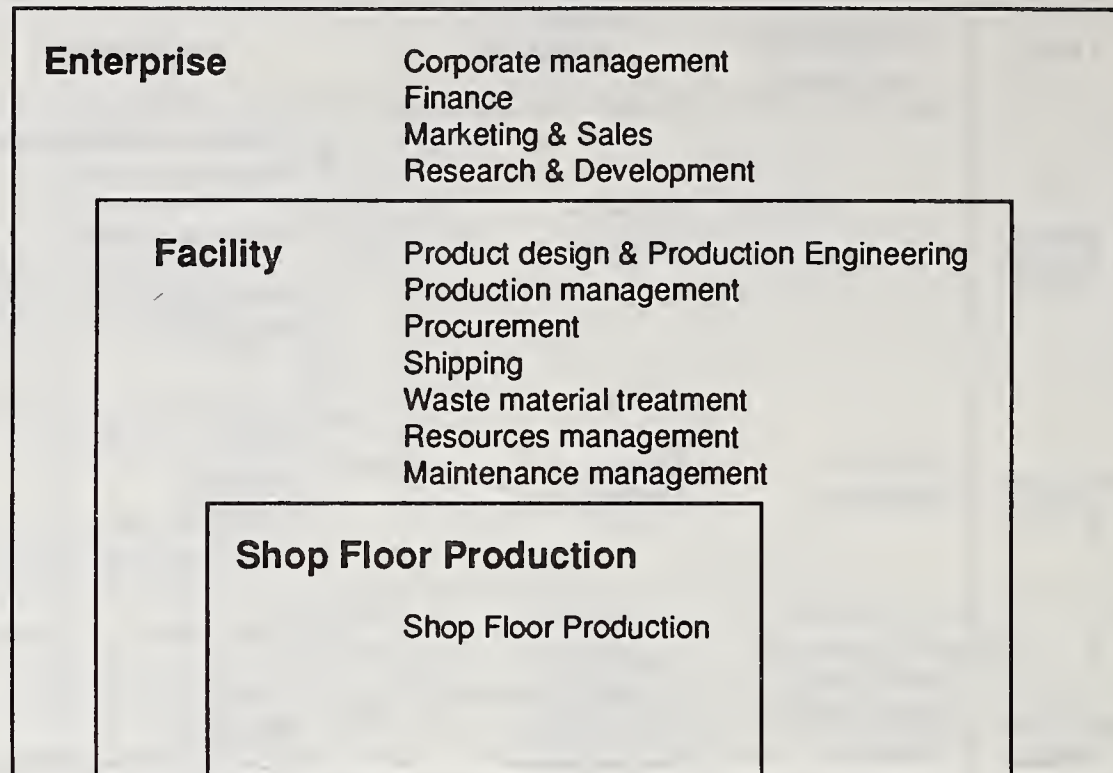 Enterprise Corporate management
Finance
Marketing & Sales
Research & Development
Facility Product design & Production Engineering
Production management
Procurement
Shipping
Waste material treatment
Resources management
Maintenance management
Shop Floor Production
Shop Floor Production